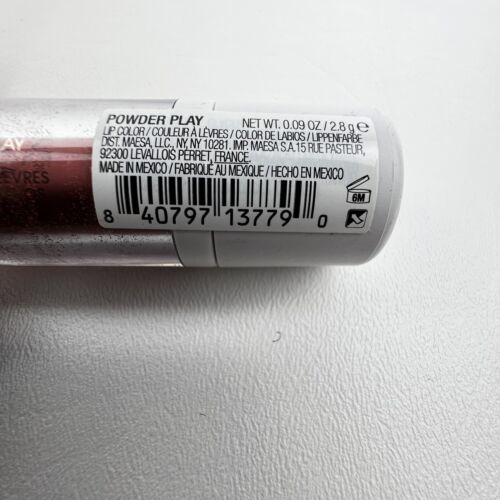 POWDER PLAY NET WT. 0.09 OZ / 2.8 g ℮
LIP COLOR / COULEUR À LÈVRES / COLOR DE LABIOS / LIPPENFARBE
DIST. MAESA, LLC., NY, NY 10281. IMP. MAESA S.A. 15 RUE PASTEUR,
92300 LEVALLOIS PERRET, FRANCE.
MADE IN MEXICO / FABRIQUÉ AU MEXIQUE / HECHO EN MEXICO
6M
8 40797 13779 0
AY
LÈVRES